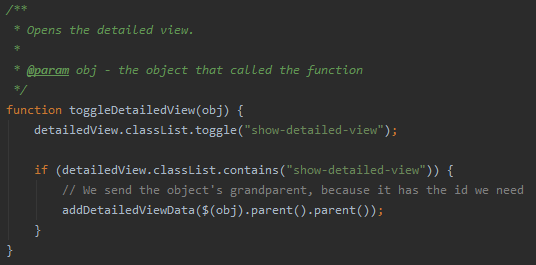 /**
 * Opens the detailed view.
 *
 * @param obj - the object that called the function
 */
function toggleDetailedView(obj) {
    detailedView.classList.toggle("show-detailed-view");

    if (detailedView.classList.contains("show-detailed-view")) {
        // We send the object's grandparent, because it has the id we need
        addDetailedViewData($(obj).parent().parent());
    }
}